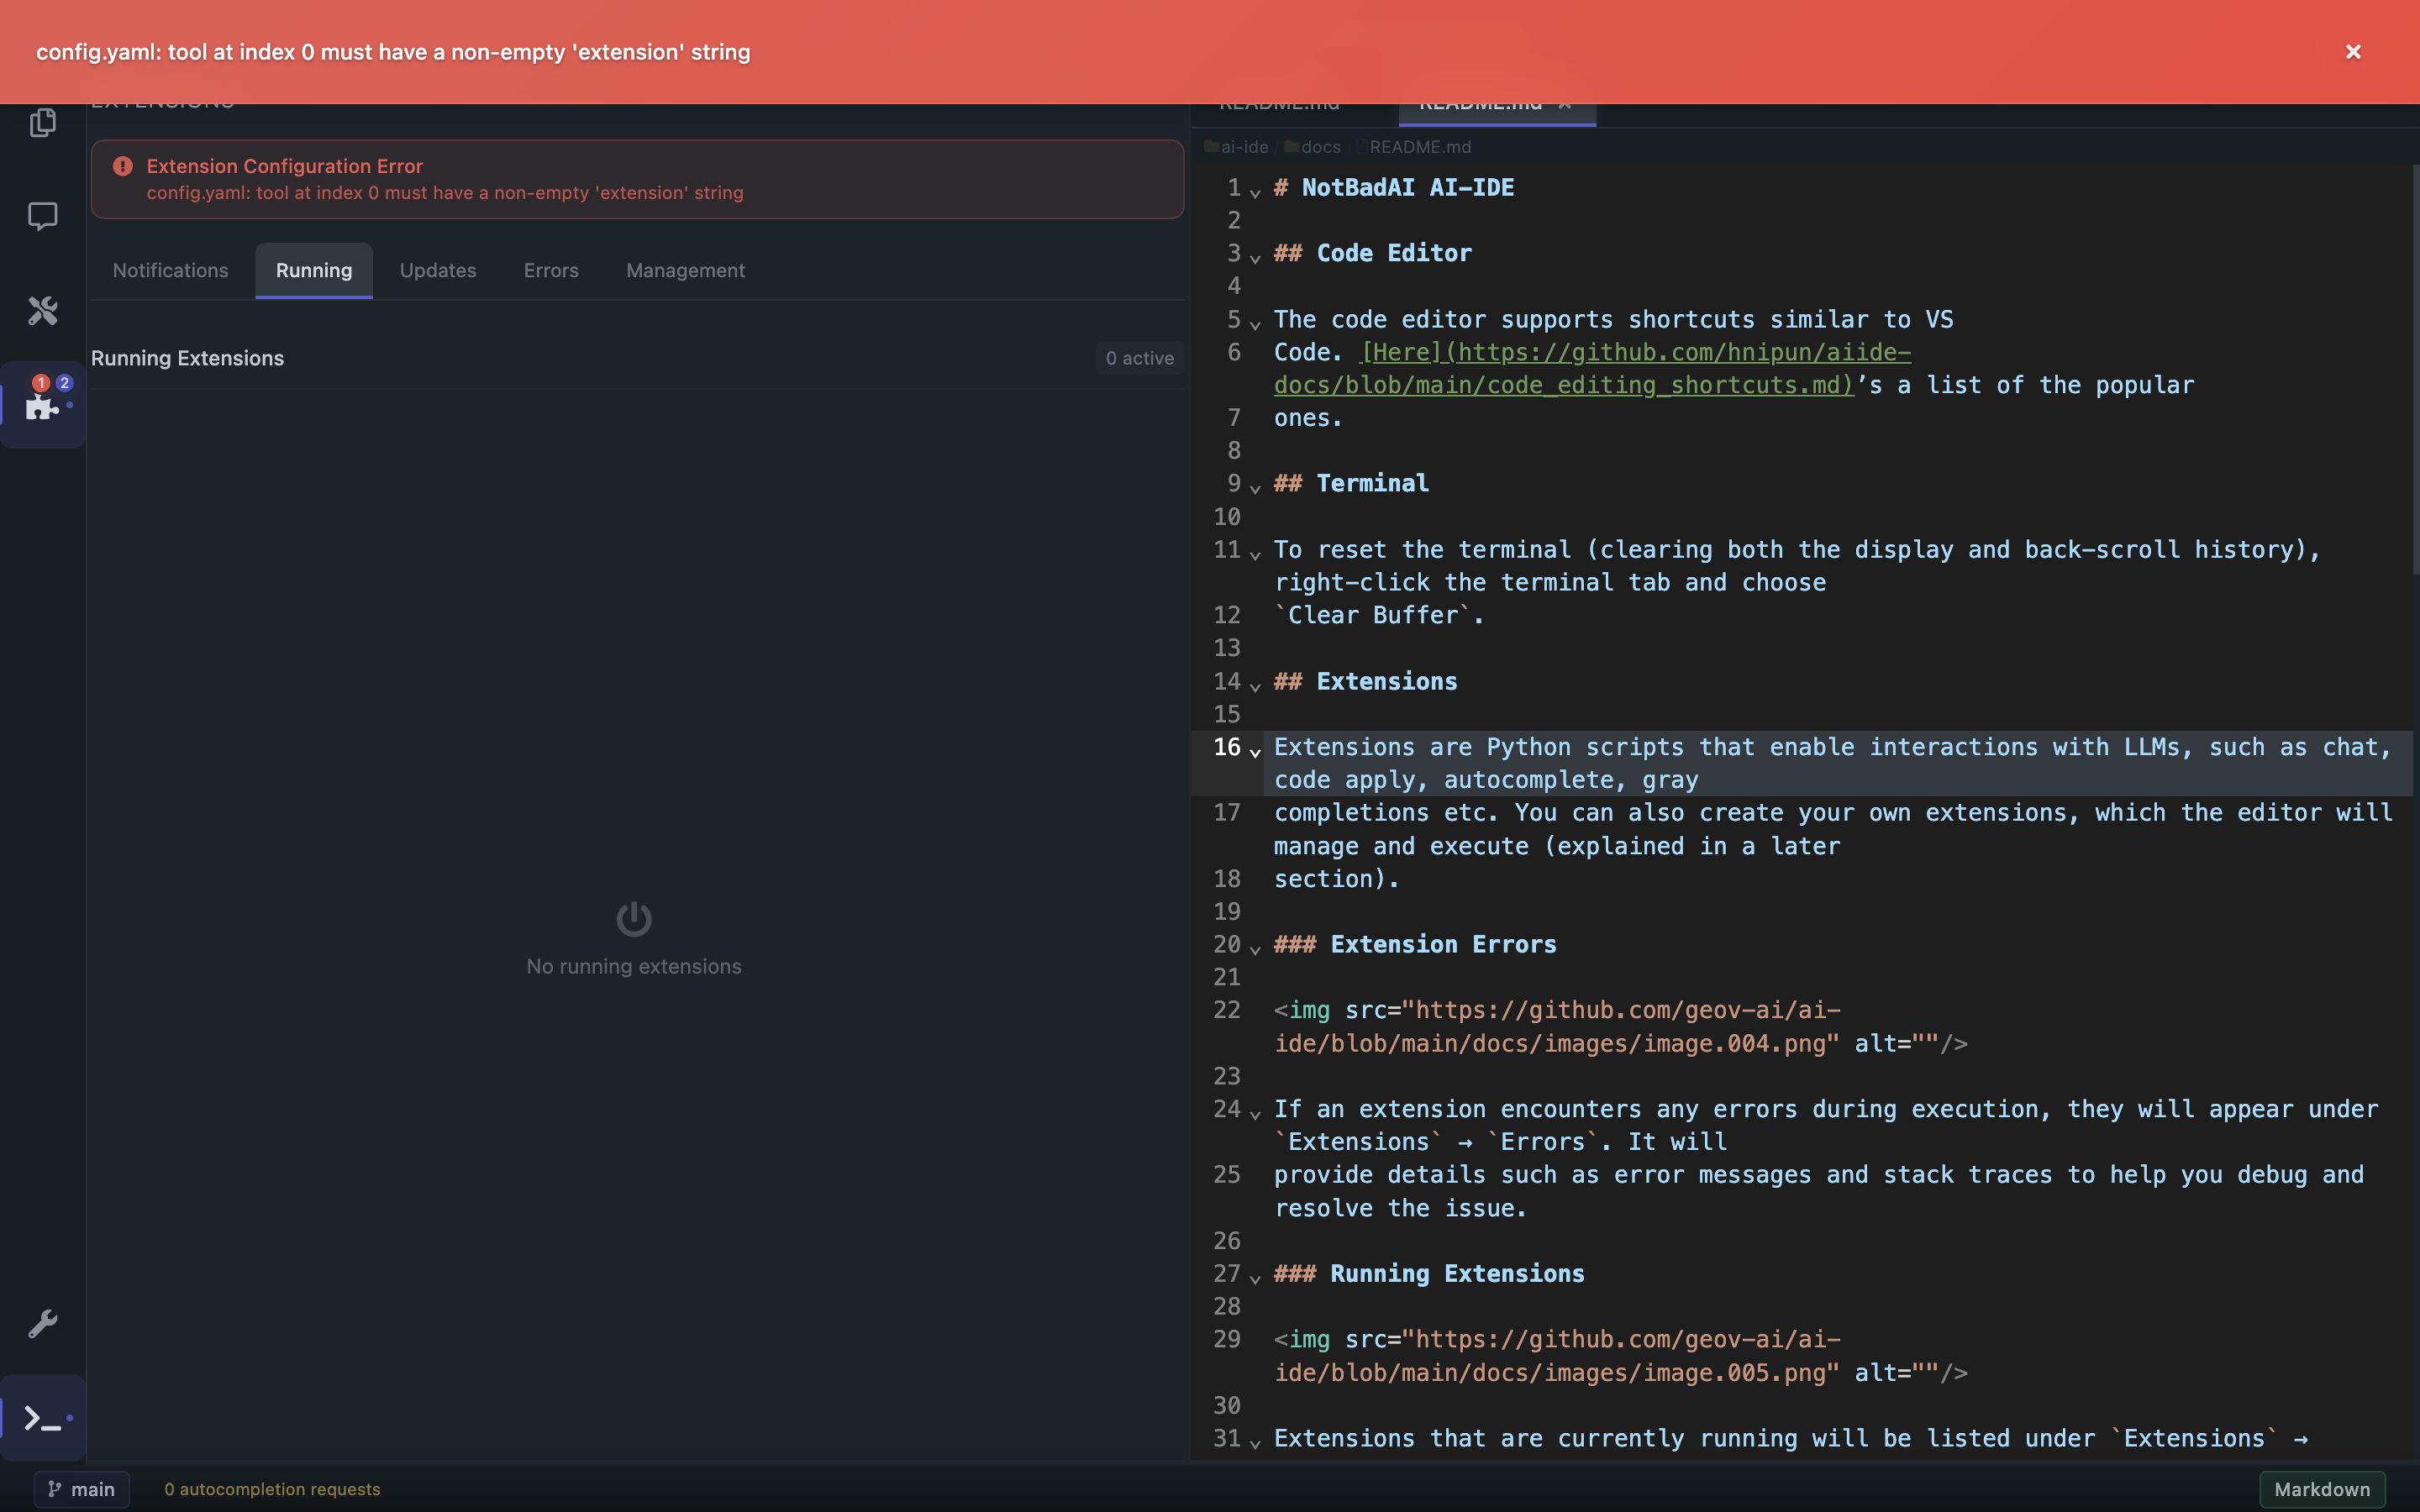 config.yaml: tool at index 0 must have a non-empty 'extension' string
EXTENSIONS
Extension Configuration Error
config.yaml: tool at index 0 must have a non-empty 'extension' string
Notifications Running Updates Errors Management
Running Extensions 0 active
1 2
No running extensions
README.md README.md
ai-ide docs README.md
1 # NotBadAI AI-IDE
2
3 ## Code Editor
4
5 The code editor supports shortcuts similar to VS
6 Code. [Here](https://github.com/hnipun/aiide-
docs/blob/main/code_editing_shortcuts.md)’s a list of the popular
7 ones.
8
9 ## Terminal
10
11 To reset the terminal (clearing both the display and back-scroll history),
right-click the terminal tab and choose
12 `Clear Buffer`.
13
14 ## Extensions
15
16 Extensions are Python scripts that enable interactions with LLMs, such as chat,
code apply, autocomplete, gray
17 completions etc. You can also create your own extensions, which the editor will
manage and execute (explained in a later
18 section).
19
20 ### Extension Errors
21
22 <img src="https://github.com/geov-ai/ai-
ide/blob/main/docs/images/image.004.png" alt=""/>
23
24 If an extension encounters any errors during execution, they will appear under
`Extensions` → `Errors`. It will
25 provide details such as error messages and stack traces to help you debug and
resolve the issue.
26
27 ### Running Extensions
28
29 <img src="https://github.com/geov-ai/ai-
ide/blob/main/docs/images/image.005.png" alt=""/>
30
31 Extensions that are currently running will be listed under `Extensions` →
main 0 autocompletion requests Markdown